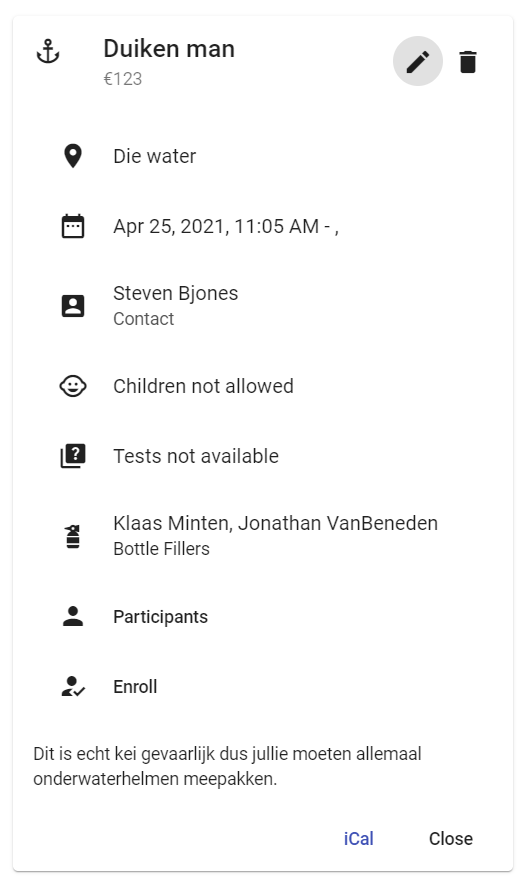 Duiken man
€123
Die water
Apr 25, 2021, 11:05 AM - ,
Steven Bjones
Contact
Children not allowed
Tests not available
Klaas Minten, Jonathan VanBeneden
Bottle Fillers
Participants
Enroll
Dit is echt kei gevaarlijk dus jullie moeten allemaal
onderwaterhelmen meepakken.
iCal Close